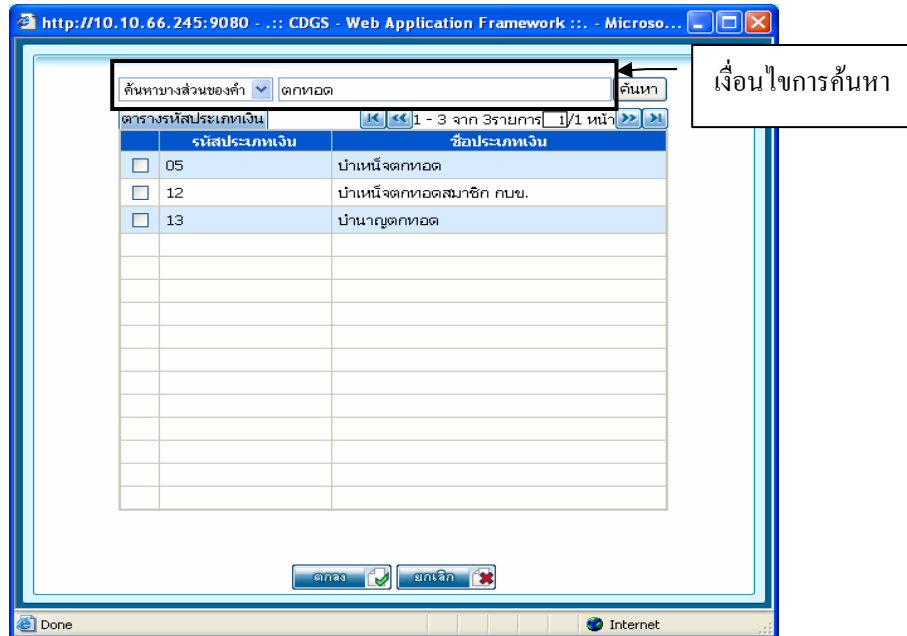 http://10.10.66.245:9080 - .:: CDGS - Web Application Framework ::. - Microso...
เงื่อนไขการค้นหา
ค้นหาบางส่วนของคำ ตกทอด ค้นหา
ตารางรหัสประเภทเงิน 1 - 3 จาก 3รายการ 1/1 หน้า
รหัสประเภทเงิน ชื่อประเภทเงิน
05 บำเหน็จตกทอด
12 บำเหน็จตกทอดสมาชิก กบข.
13 บำนาญตกทอด
ตกลง ยกเลิก
Done Internet